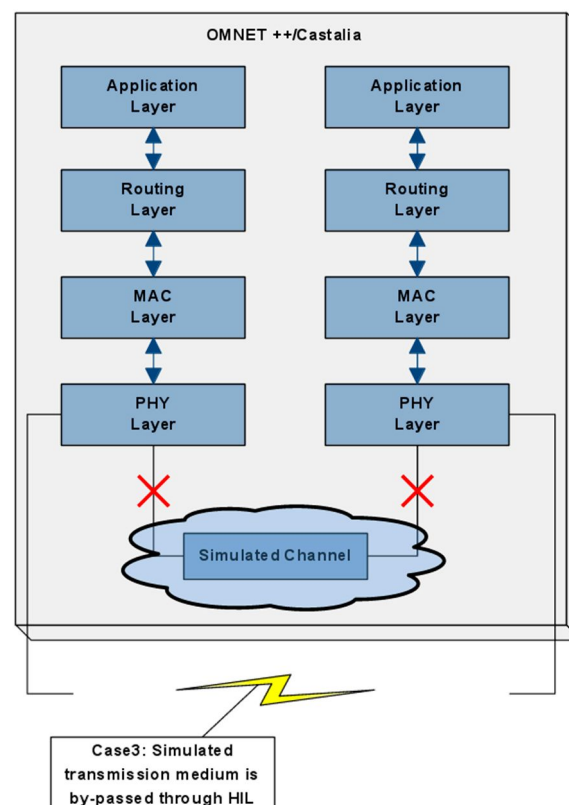 OMNET ++/Castalia
Application
Layer
Application
Layer
Routing
Layer
Routing
Layer
MAC
Layer
MAC
Layer
PHY
Layer
PHY
Layer
Simulated Channel
Case3: Simulated
transmission medium is
by-passed through HIL